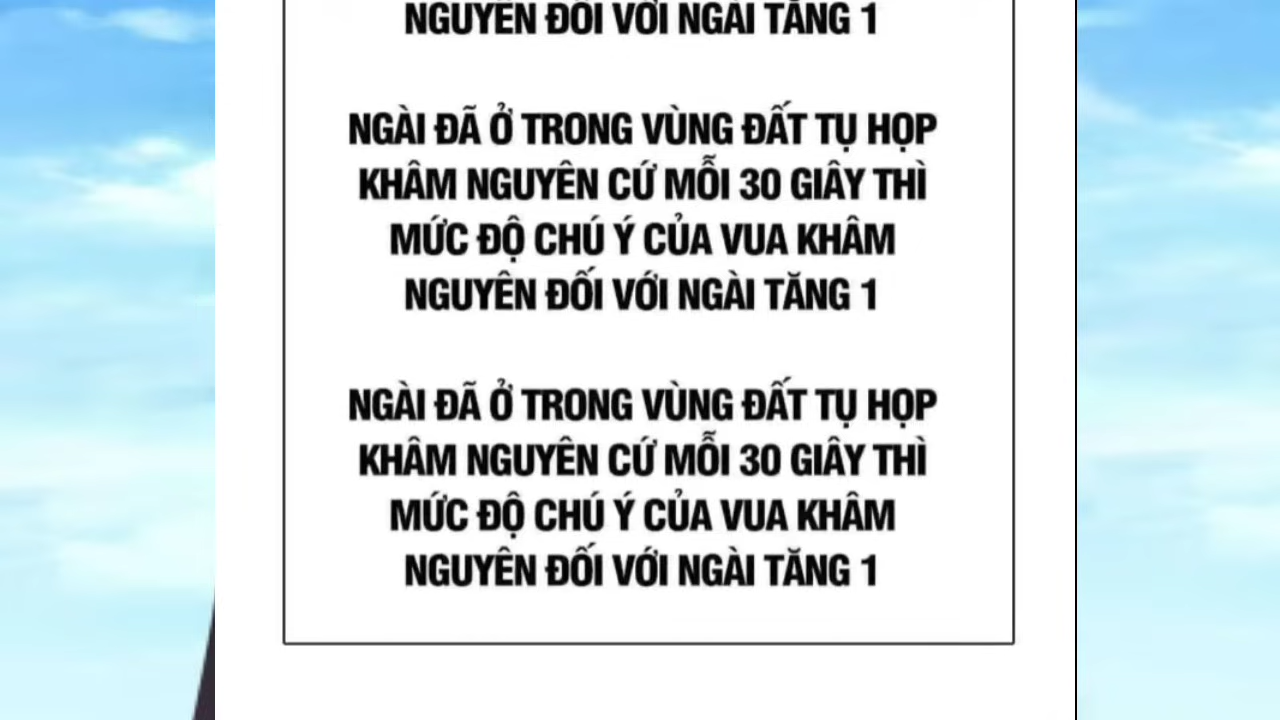 NGUYÊN ĐỐI VỚI NGÀI TĂNG 1
NGÀI ĐÃ Ở TRONG VÙNG ĐẤT TỤ HỌP
KHÂM NGUYÊN CỨ MỖI 30 GIÂY THÌ
MỨC ĐỘ CHÚ Ý CỦA VUA KHÂM
NGUYÊN ĐỐI VỚI NGÀI TĂNG 1
NGÀI ĐÃ Ở TRONG VÙNG ĐẤT TỤ HỌP
KHÂM NGUYÊN CỨ MỖI 30 GIÂY THÌ
MỨC ĐỘ CHÚ Ý CỦA VUA KHÂM
NGUYÊN ĐỐI VỚI NGÀI TĂNG 1